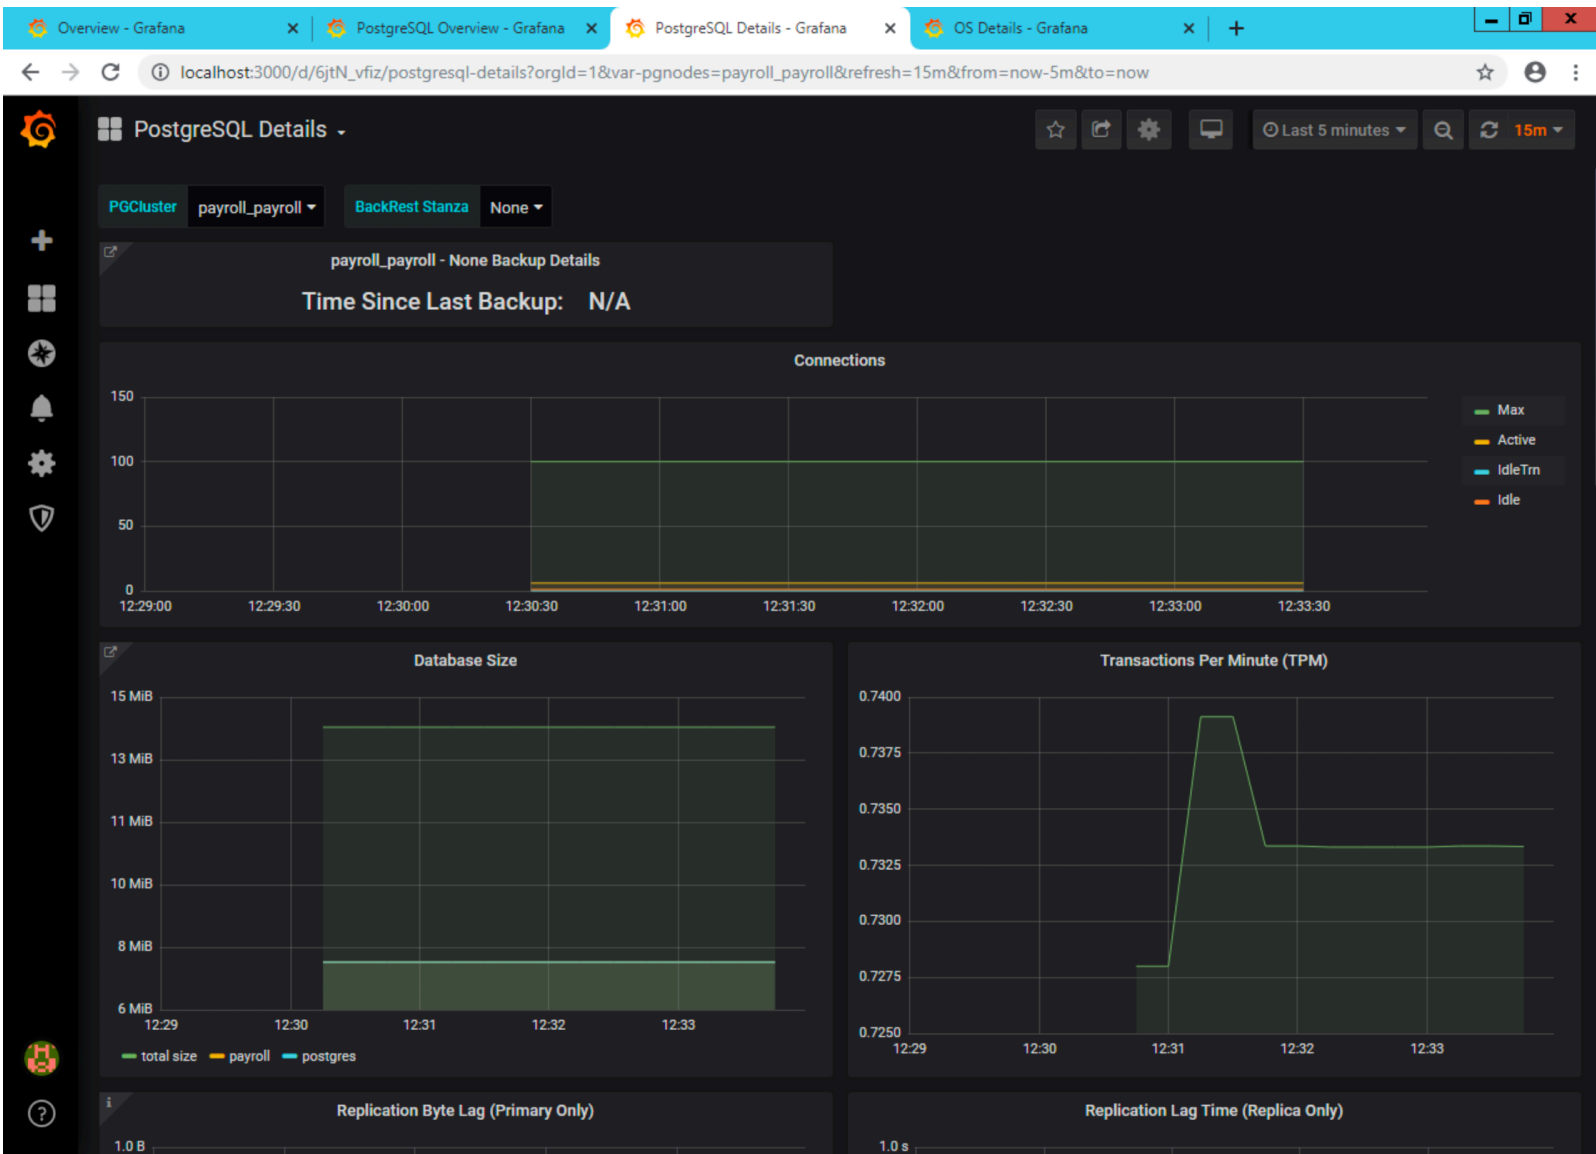 Overview - Grafana
PostgreSQL Overview - Grafana
PostgreSQL Details - Grafana
OS Details - Grafana
localhost:3000/d/6jtN_vfiz/postgresql-details?orgId=1&var-pgnodes=payroll_payroll&refresh=15m&from=now-5m&to=now
PostgreSQL Details
Last 5 minutes
15m
PGCluster payroll_payroll BackRest Stanza None
payroll_payroll - None Backup Details
Time Since Last Backup: N/A
Connections
150
100
50
0
12:29:00 12:29:30 12:30:00 12:30:30 12:31:00 12:31:30 12:32:00 12:32:30 12:33:00 12:33:30
Max
Active
IdleTrn
Idle
Database Size
15 MiB
13 MiB
11 MiB
10 MiB
8 MiB
6 MiB
12:29 12:30 12:31 12:32 12:33
total size payroll postgres
Transactions Per Minute (TPM)
0.7400
0.7375
0.7350
0.7325
0.7300
0.7275
0.7250
12:29 12:30 12:31 12:32 12:33
Replication Byte Lag (Primary Only)
1.0 B
Replication Lag Time (Replica Only)
1.0 s